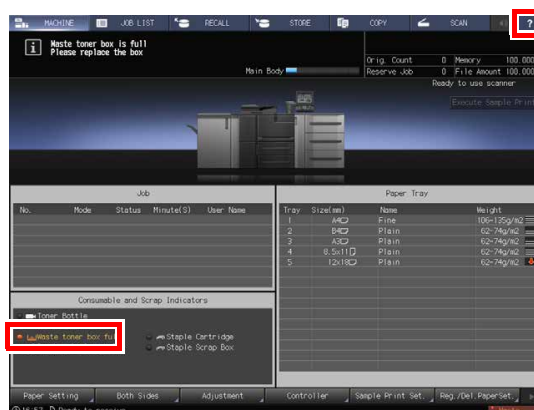 MACHINE JOB LIST RECALL STORE COPY SCAN ?
Waste toner box is full
Please replace the box
Main Body
Orig. Count 0 Memory 100.000
Reserve Job 0 File Amount 100.000
Ready to use scanner
Execute Sample Print
Job
No. Mode Status Minute(S) User Name
Paper Tray
Tray Size(mm) Name Weight
1 A4 Fine 106-135g/m2
2 B4 Plain 62-74g/m2
3 A3 Plain 62-74g/m2
4 8.5x11 Plain 62-74g/m2
5 12x18 Plain 62-74g/m2
Consumable and Scrap Indicators
Toner Bottle
Waste toner box ful
Staple Cartridge
Staple Scrap Box
Paper Setting Both Sides Adjustment Controller Sample Print Set. Reg./Del.PaperSet.